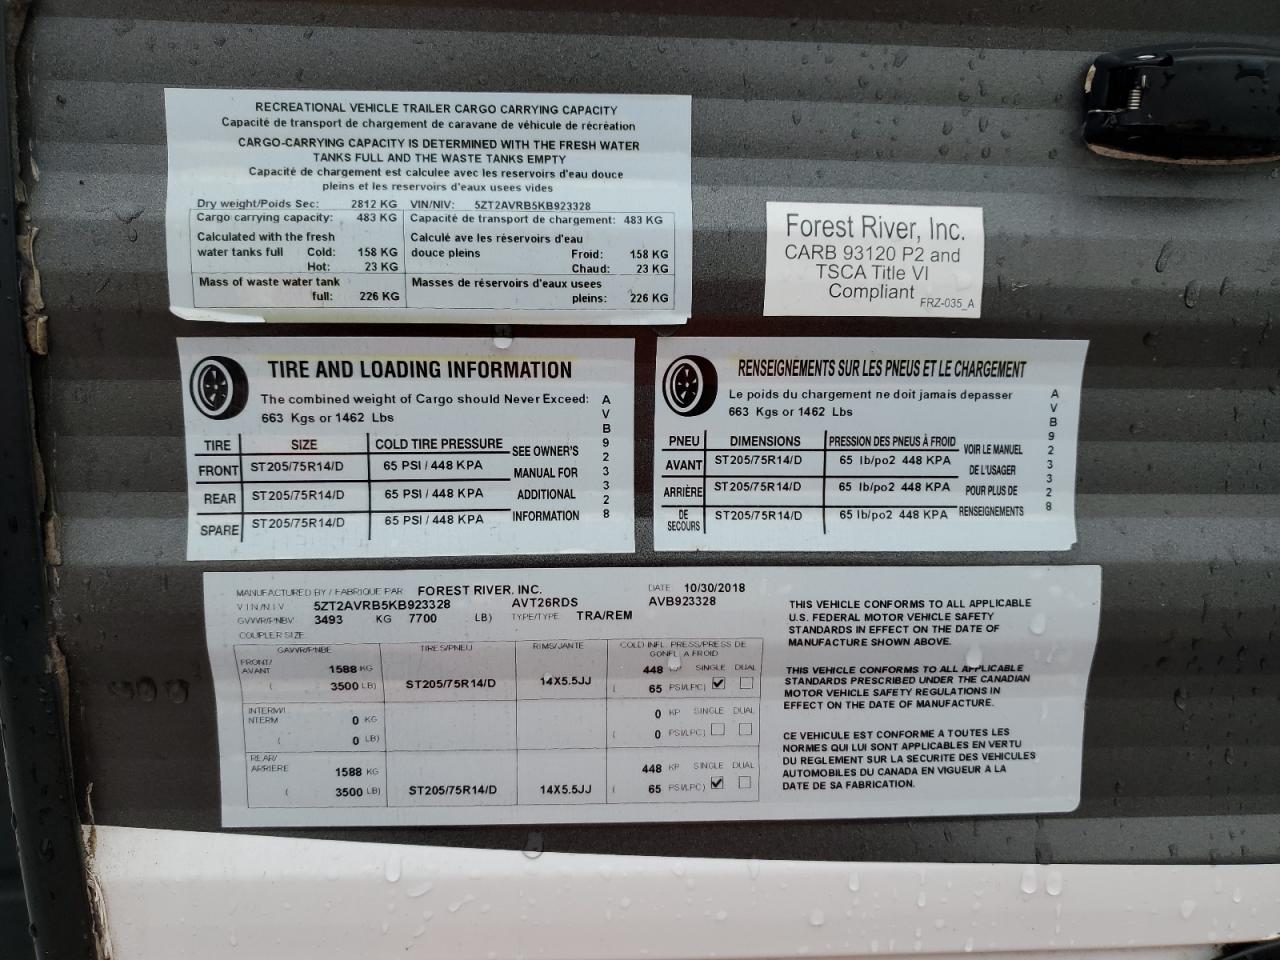 RECREATIONAL VEHICLE TRAILER CARGO CARRYING CAPACITY
Capacité de transport de chargement de caravane de véhicule de récréation
CARGO-CARRYING CAPACITY IS DETERMINED WITH THE FRESH WATER
TANKS FULL AND THE WASTE TANKS EMPTY
Capacité de chargement est calculee avec les reservoirs d'eau douce
pleins et les reservoirs d'eaux usees vides
Dry weight/Poids Sec: 2812 KG VIN/NIV: 5ZT2AVRB5KB923328
Cargo carrying capacity: 483 KG Capacité de transport de chargement: 483 KG
Calculated with the fresh Calculé ave les réservoirs d'eau
water tanks full Cold: 158 KG douce pleins Froid: 158 KG
Hot: 23 KG Chaud: 23 KG
Mass of waste water tank Masses de réservoirs d'eaux usees
full: 226 KG pleins: 226 KG
Forest River, Inc.
CARB 93120 P2 and
TSCA Title VI
Compliant
FRZ-035_A
TIRE AND LOADING INFORMATION
The combined weight of Cargo should Never Exceed:
663 Kgs or 1462 Lbs
TIRE SIZE COLD TIRE PRESSURE
FRONT ST205/75R14/D 65 PSI / 448 KPA
REAR ST205/75R14/D 65 PSI / 448 KPA
SPARE ST205/75R14/D 65 PSI / 448 KPA
SEE OWNER'S
MANUAL FOR
ADDITIONAL
INFORMATION
AVB923328
RENSEIGNEMENTS SUR LES PNEUS ET LE CHARGEMENT
Le poids du chargement ne doit jamais depasser
663 Kgs or 1462 Lbs
PNEU DIMENSIONS PRESSION DES PNEUS À FROID
AVANT ST205/75R14/D 65 lb/po2 448 KPA
ARRIÈRE ST205/75R14/D 65 lb/po2 448 KPA
DE SECOURS ST205/75R14/D 65 lb/po2 448 KPA
VOIR LE MANUEL
DE L'USAGER
POUR PLUS DE
RENSEIGNEMENTS
AVB923328
MANUFACTURED BY / FABRIQUE PAR FOREST RIVER, INC. DATE 10/30/2018
V I N / N I V 5ZT2AVRB5KB923328 AVT26RDS AVB923328
GVWR/PNBV 3493 KG 7700 LB) TYPE/TYPE TRA/REM
COUPLER SIZE
GAWR/PNBE TIRES/PNEU RIMS/JANTE COLD INFL. PRESS/PRESS DE
GONFL A FROID
FRONT/ 1588 KG 448 KP SINGLE DUAL
AVANT
( 3500 LB) ST205/75R14/D 14X5.5JJ ( 65 PSI/LPC)
INTERM/I
NTERM 0 KG 0 KP SINGLE DUAL
( 0 LB) ( 0 PSI/LPC)
REAR/
ARRIERE 1588 KG 448 KP SINGLE DUAL
( 3500 LB) ST205/75R14/D 14X5.5JJ ( 65 PSI/LPC)
THIS VEHICLE CONFORMS TO ALL APPLICABLE
U.S. FEDERAL MOTOR VEHICLE SAFETY
STANDARDS IN EFFECT ON THE DATE OF
MANUFACTURE SHOWN ABOVE.
THIS VEHICLE CONFORMS TO ALL APPLICABLE
STANDARDS PRESCRIBED UNDER THE CANADIAN
MOTOR VEHICLE SAFETY REGULATIONS IN
EFFECT ON THE DATE OF MANUFACTURE.
CE VEHICULE EST CONFORME A TOUTES LES
NORMES QUI LUI SONT APPLICABLES EN VERTU
DU REGLEMENT SUR LA SECURITE DES VEHICULES
AUTOMOBILES DU CANADA EN VIGUEUR A LA
DATE DE SA FABRICATION.